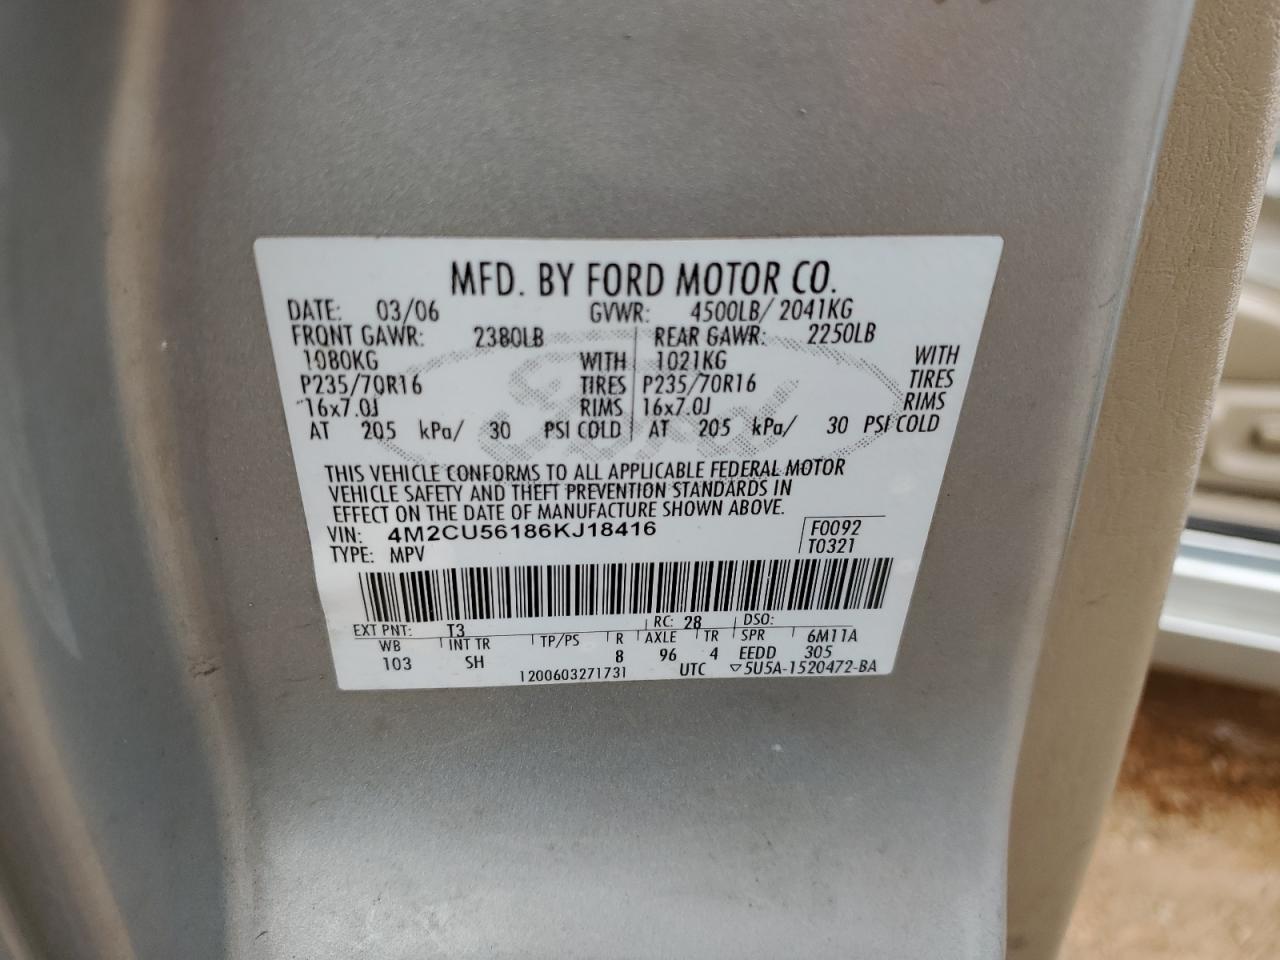 MFD. BY FORD MOTOR CO.
DATE: 03/06 GVWR: 4500LB/ 2041KG
FRONT GAWR: 2380LB REAR GAWR: 2250LB
1080KG WITH 1021KG WITH
P235/70R16 TIRES P235/70R16 TIRES
16x7.0J RIMS 16x7.0J RIMS
AT 205 kPa/ 30 PSI COLD AT 205 kPa/ 30 PSI COLD
THIS VEHICLE CONFORMS TO ALL APPLICABLE FEDERAL MOTOR
VEHICLE SAFETY AND THEFT PREVENTION STANDARDS IN
EFFECT ON THE DATE OF MANUFACTURE SHOWN ABOVE.
VIN: 4M2CU56186KJ18416 F0092
TYPE: MPV T0321
EXT PNT: T3 RC: 28 DSO:
WB INT TR TP/PS R AXLE TR SPR 6M11A
103 SH 8 96 4 EEDD 305
1200603271731 UTC ▽5U5A-1520472-BA